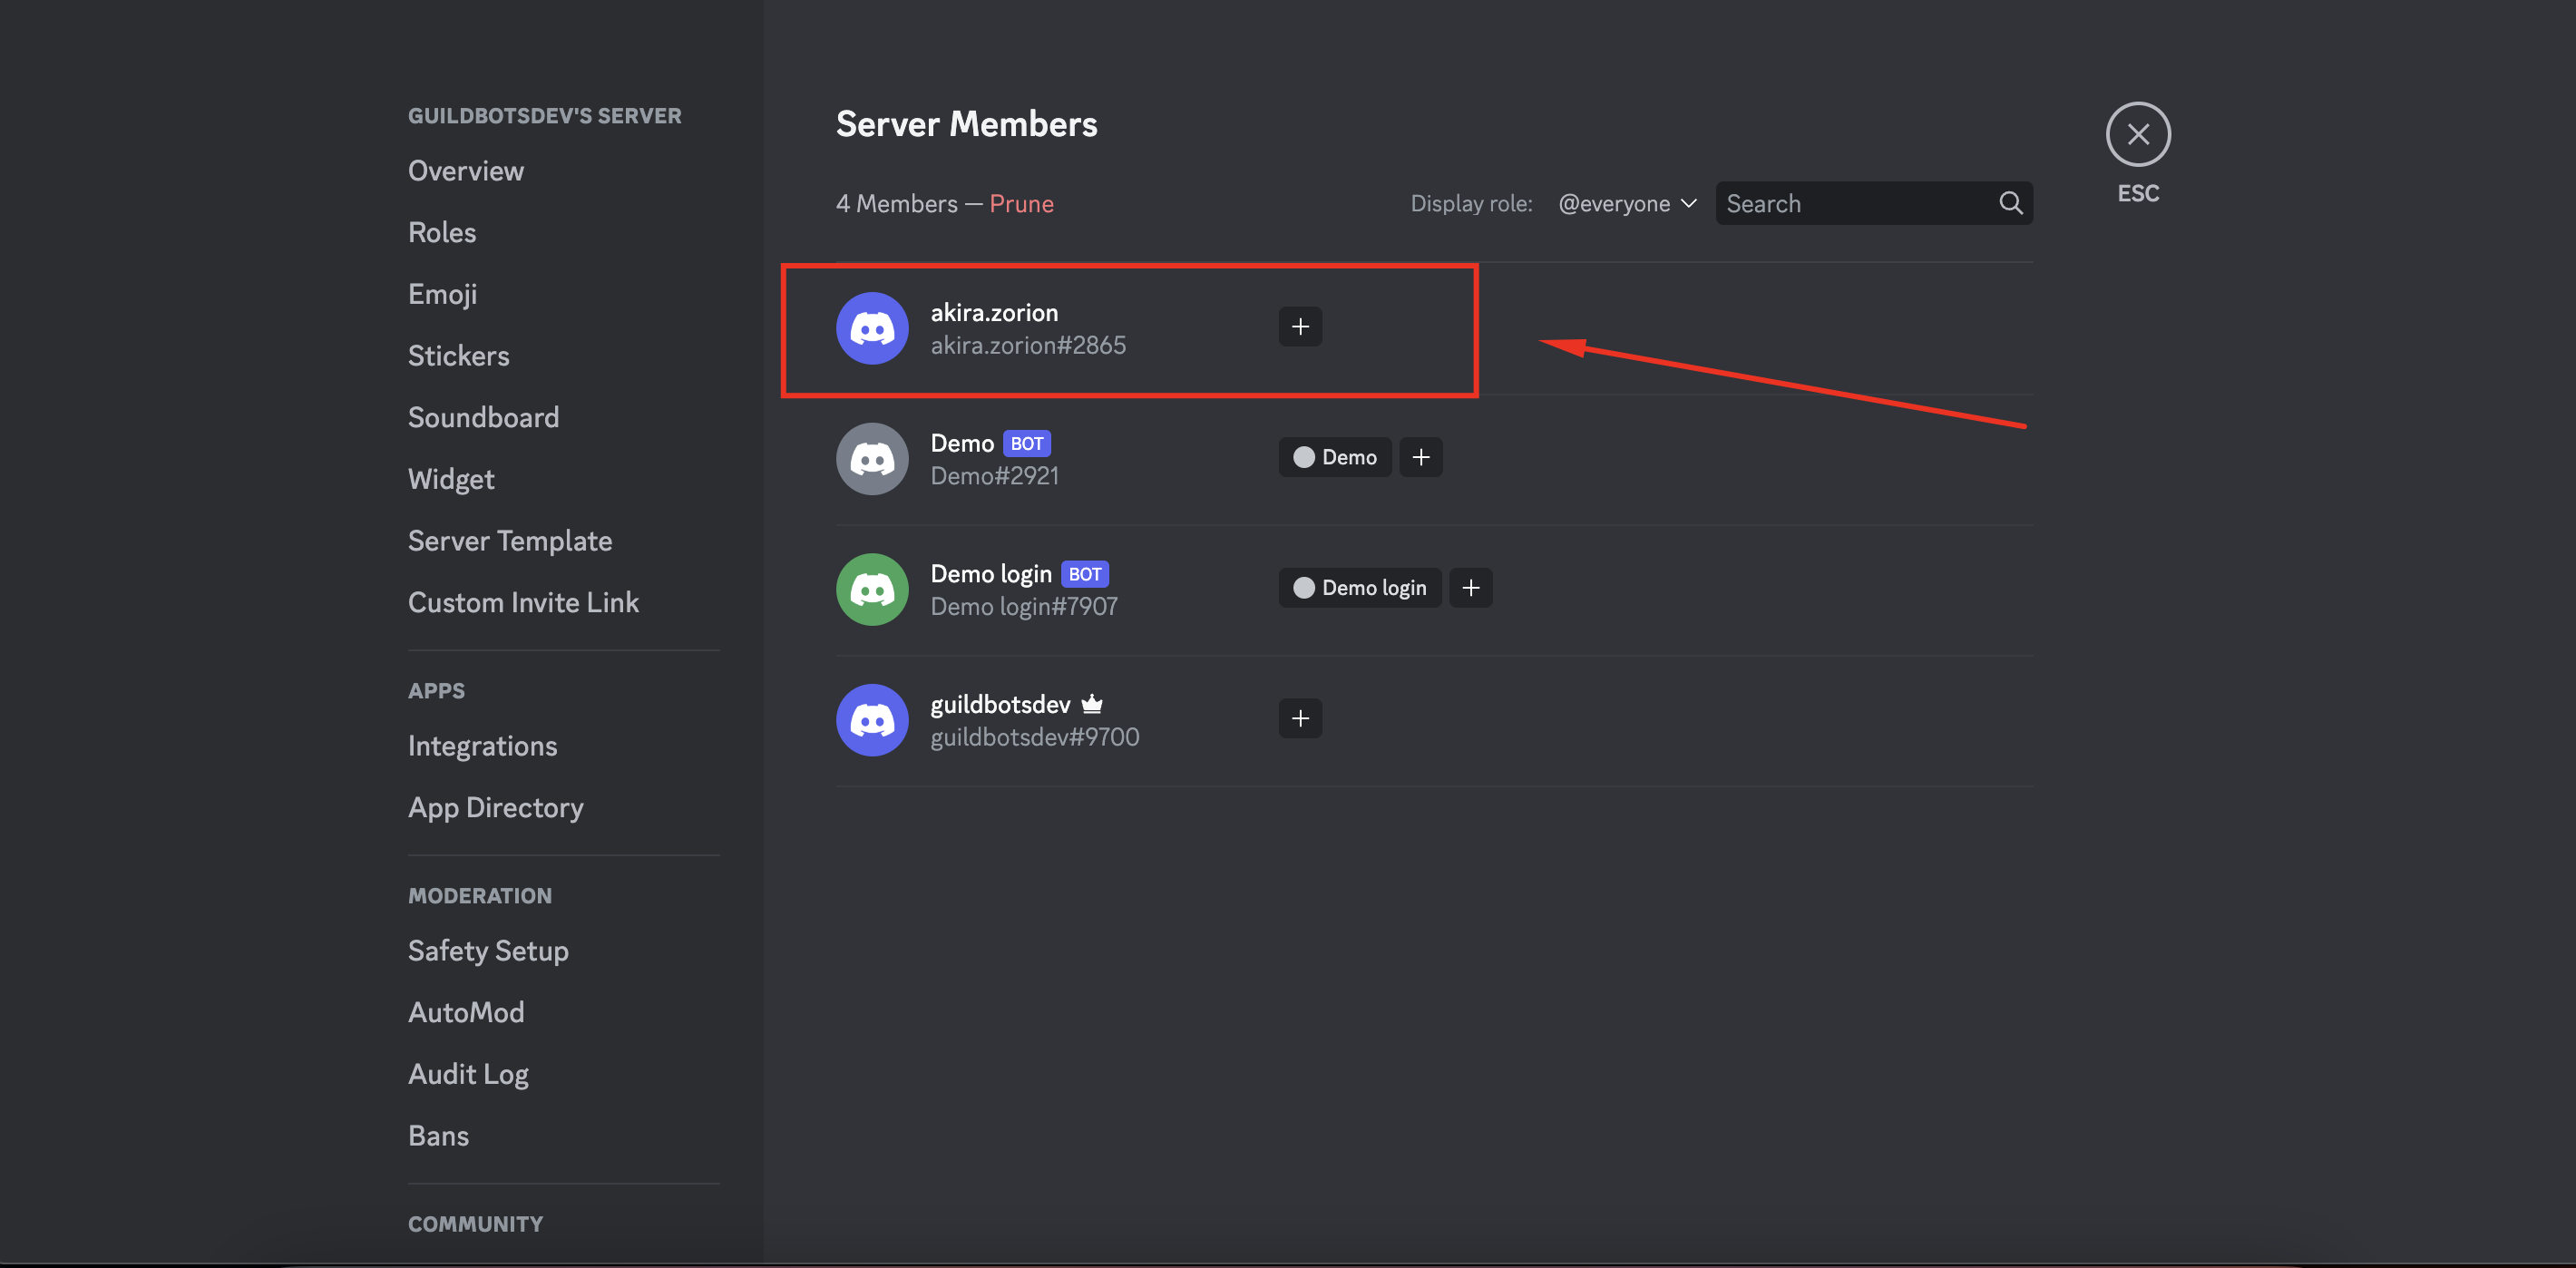 GUILDBOTSDEV'S SERVER
Overview
Roles
Emoji
Stickers
Soundboard
Widget
Server Template
Custom Invite Link
APPS
Integrations
App Directory
MODERATION
Safety Setup
AutoMod
Audit Log
Bans
COMMUNITY
Server Members
4 Members — Prune
Display role: @everyone
Search
akira.zorion
akira.zorion#2865
Demo BOT
Demo#2921
Demo
Demo login BOT
Demo login#7907
Demo login
guildbotsdev
guildbotsdev#9700
ESC